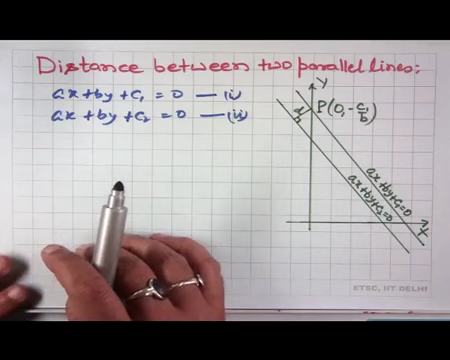 Distance between two parallel lines:
ax+by+c₁ = 0 — (i)
ax+by+c₂ = 0 — (ii)
Y
d
P(0, -c₁/b)
ax+by+c₁=0
ax+by+c₂=0
X
ETSC, IIT DELHI